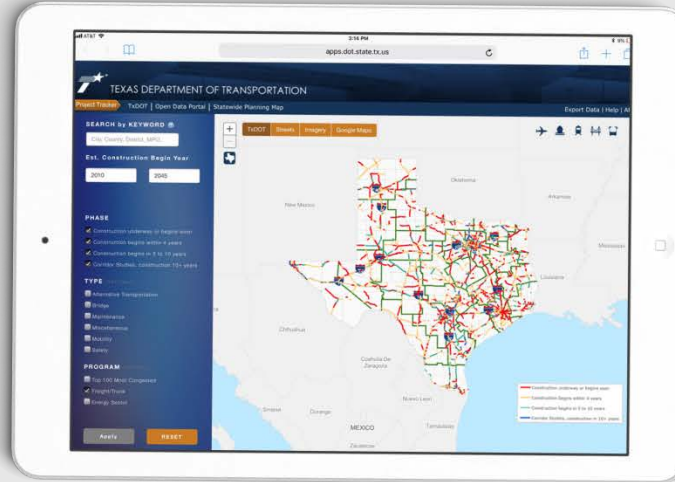 AT&T
2:16 PM
apps.dot.state.tx.us
TEXAS DEPARTMENT OF TRANSPORTATION
Project Tracker TxDOT | Open Data Portal | Statewide Planning Map
Export Data | Help |
SEARCH by KEYWORD
City, County, District, MPO,
Est. Construction Begin Year
2010 2045
PHASE
Construction underway or begins soon
Construction begins within 4 years
Construction begins in 5 to 10 years
Corridor Studies, construction 10+ years
TYPE
Alternative Transportation
Bridge
Maintenance
Miscellaneous
Mobility
Safety
PROGRAM
Top 100 Most Congested
Freight/Truck
Energy Sector
Apply RESET
+
TxDOT Streets Imagery Google Maps
Oklahoma
New Mexico
Arkansas
Louisiana
Chihuahua
Coahuila De
Zaragoza
Nuevo Leon
Sinaloa Durango
Tamaulipas
MEXICO
Zacatecas
Construction underway or begins soon
Construction begins within 4 years
Construction begins in 5 to 10 years
Corridor Studies, construction in 10+ years